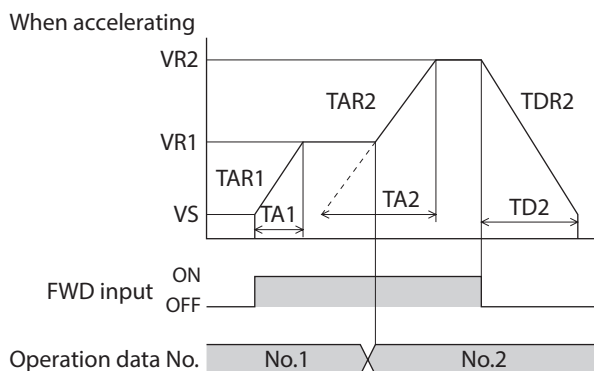 When accelerating
VR2
TAR2
TDR2
VR1
TAR1
TA1
TA2
TD2
VS
FWD input
ON
OFF
Operation data No.
No.1
No.2